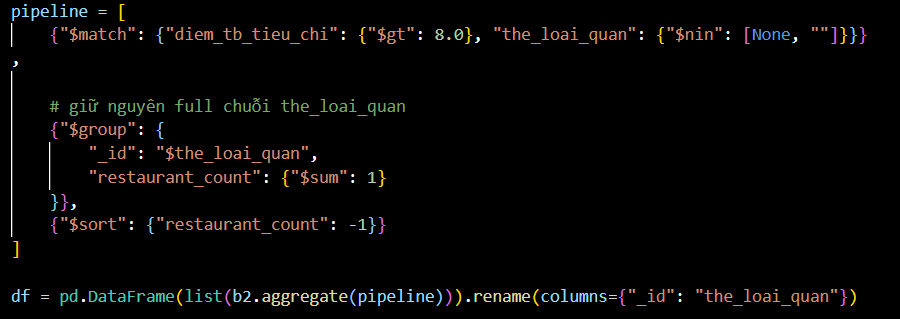 pipeline = [
    {"$match": {"diem_tb_tieu_chi": {"$gt": 8.0}, "the_loai_quan": {"$nin": [None, ""]}}}
,
    # giữ nguyên full chuỗi the_loai_quan
    {"$group": {
        "_id": "$the_loai_quan",
        "restaurant_count": {"$sum": 1}
    }},
    {"$sort": {"restaurant_count": -1}}
]
df = pd.DataFrame(list(b2.aggregate(pipeline))).rename(columns={"_id": "the_loai_quan"})